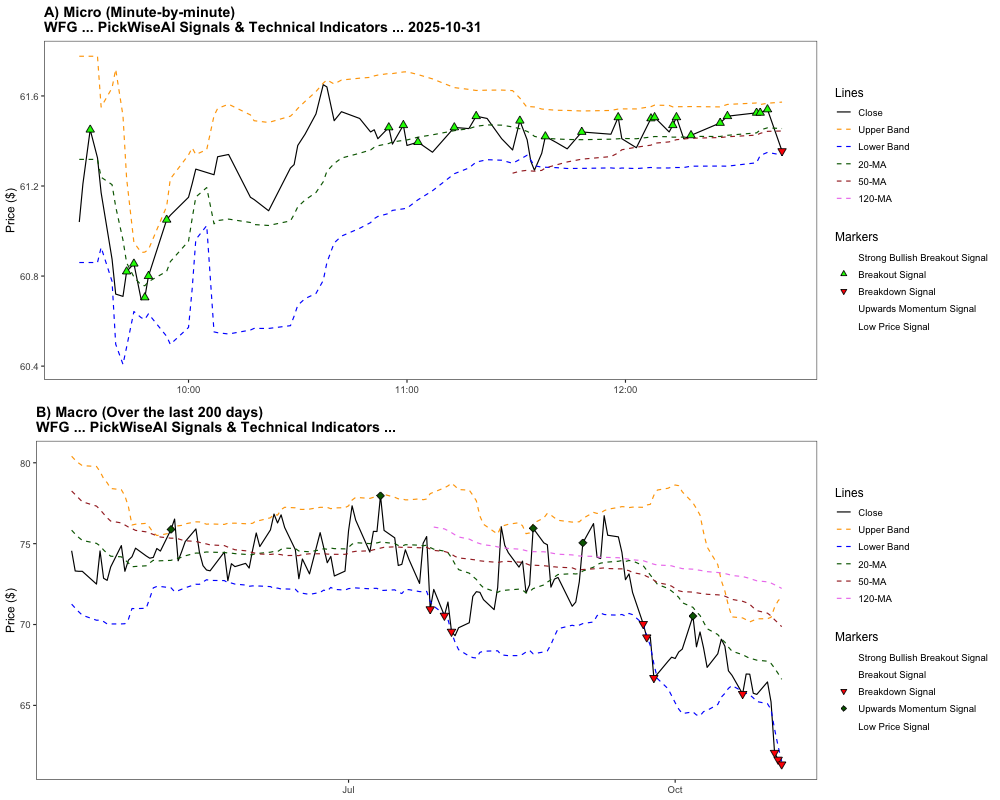 A) Micro (Minute-by-minute)
WFG ... PickWiseAI Signals & Technical Indicators ... 2025-10-31
Price ($)
61.6
61.2
60.8
60.4
10:00
11:00
12:00
Lines
Close
Upper Band
Lower Band
20-MA
50-MA
120-MA
Markers
Strong Bullish Breakout Signal
Breakout Signal
Breakdown Signal
Upwards Momentum Signal
Low Price Signal
B) Macro (Over the last 200 days)
WFG ... PickWiseAI Signals & Technical Indicators ...
Price ($)
80
75
70
65
Jul
Oct
Lines
Close
Upper Band
Lower Band
20-MA
50-MA
120-MA
Markers
Strong Bullish Breakout Signal
Breakout Signal
Breakdown Signal
Upwards Momentum Signal
Low Price Signal